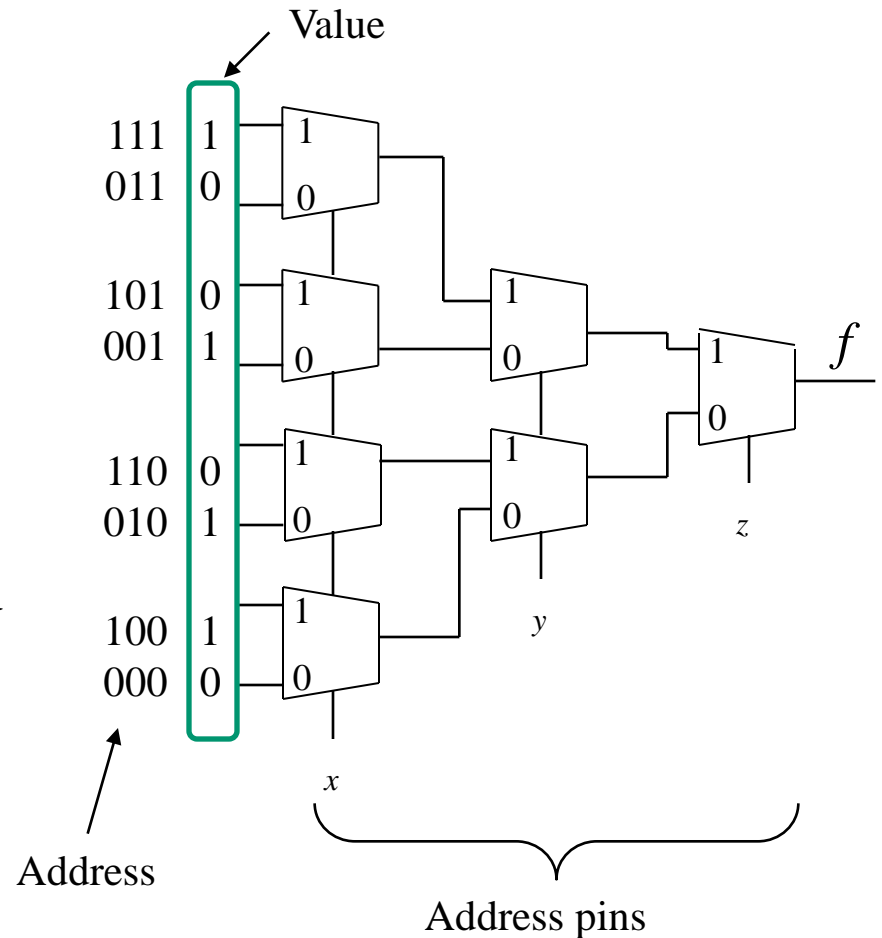 Value
111 1 1
011 0 0
101 0 1
001 1 0
1 f
0
110 0 1
010 1 0
1
0
1
0
z
100 1 1
000 0 0
y
x
Address
Address pins